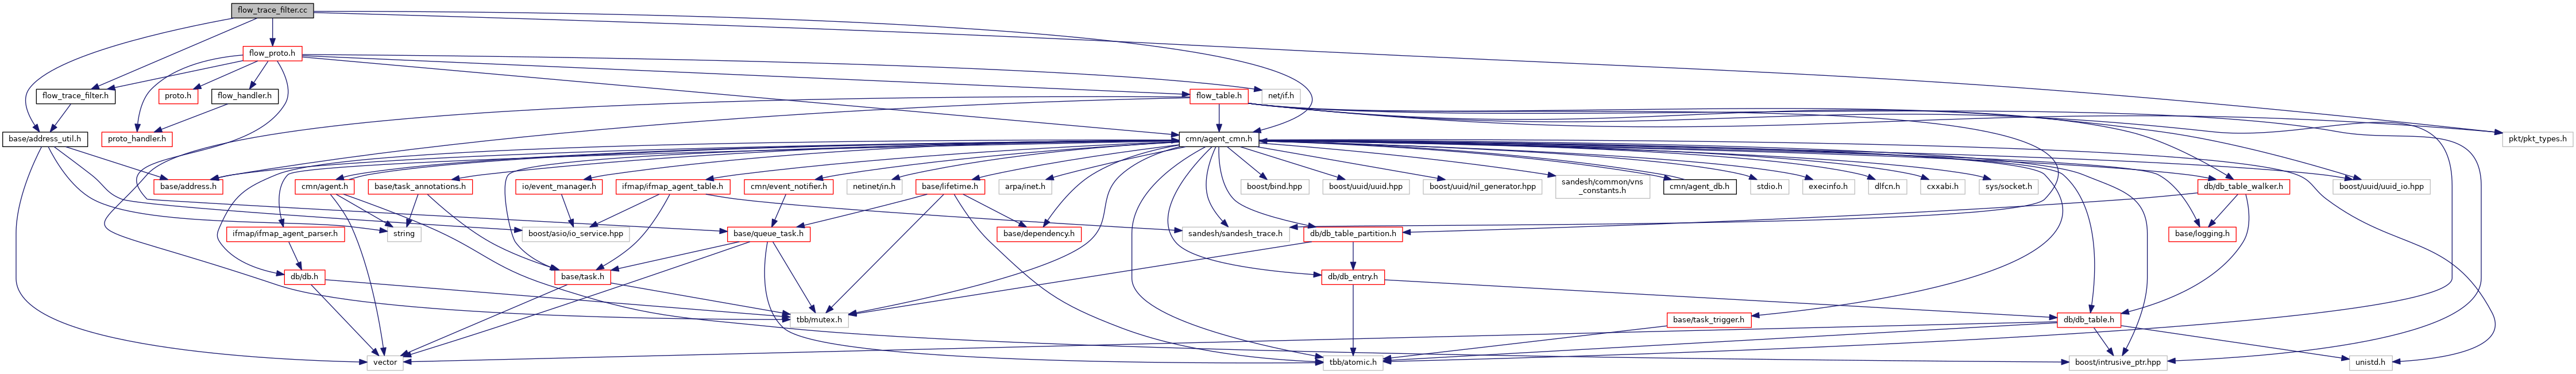 flow_trace_filter.cc
flow_proto.h
flow_trace_filter.h
proto.h
flow_handler.h
flow_table.h
net/if.h
base/address_util.h
proto_handler.h
cmn/agent_cmn.h
pkt/pkt_types.h
base/address.h
cmn/agent.h
base/task_annotations.h
io/event_manager.h
ifmap/ifmap_agent_table.h
cmn/event_notifier.h
netinet/in.h
base/lifetime.h
arpa/inet.h
boost/bind.hpp
boost/uuid/uuid.hpp
boost/uuid/nil_generator.hpp
sandesh/common/vns
_constants.h
cmn/agent_db.h
stdio.h
execinfo.h
dlfcn.h
cxxabi.h
sys/socket.h
db/db_table_walker.h
boost/uuid/uuid_io.hpp
ifmap/ifmap_agent_parser.h
string
boost/asio/io_service.hpp
base/queue_task.h
base/dependency.h
sandesh/sandesh_trace.h
db/db_table_partition.h
base/logging.h
db/db.h
base/task.h
db/db_entry.h
tbb/mutex.h
base/task_trigger.h
db/db_table.h
vector
tbb/atomic.h
boost/intrusive_ptr.hpp
unistd.h